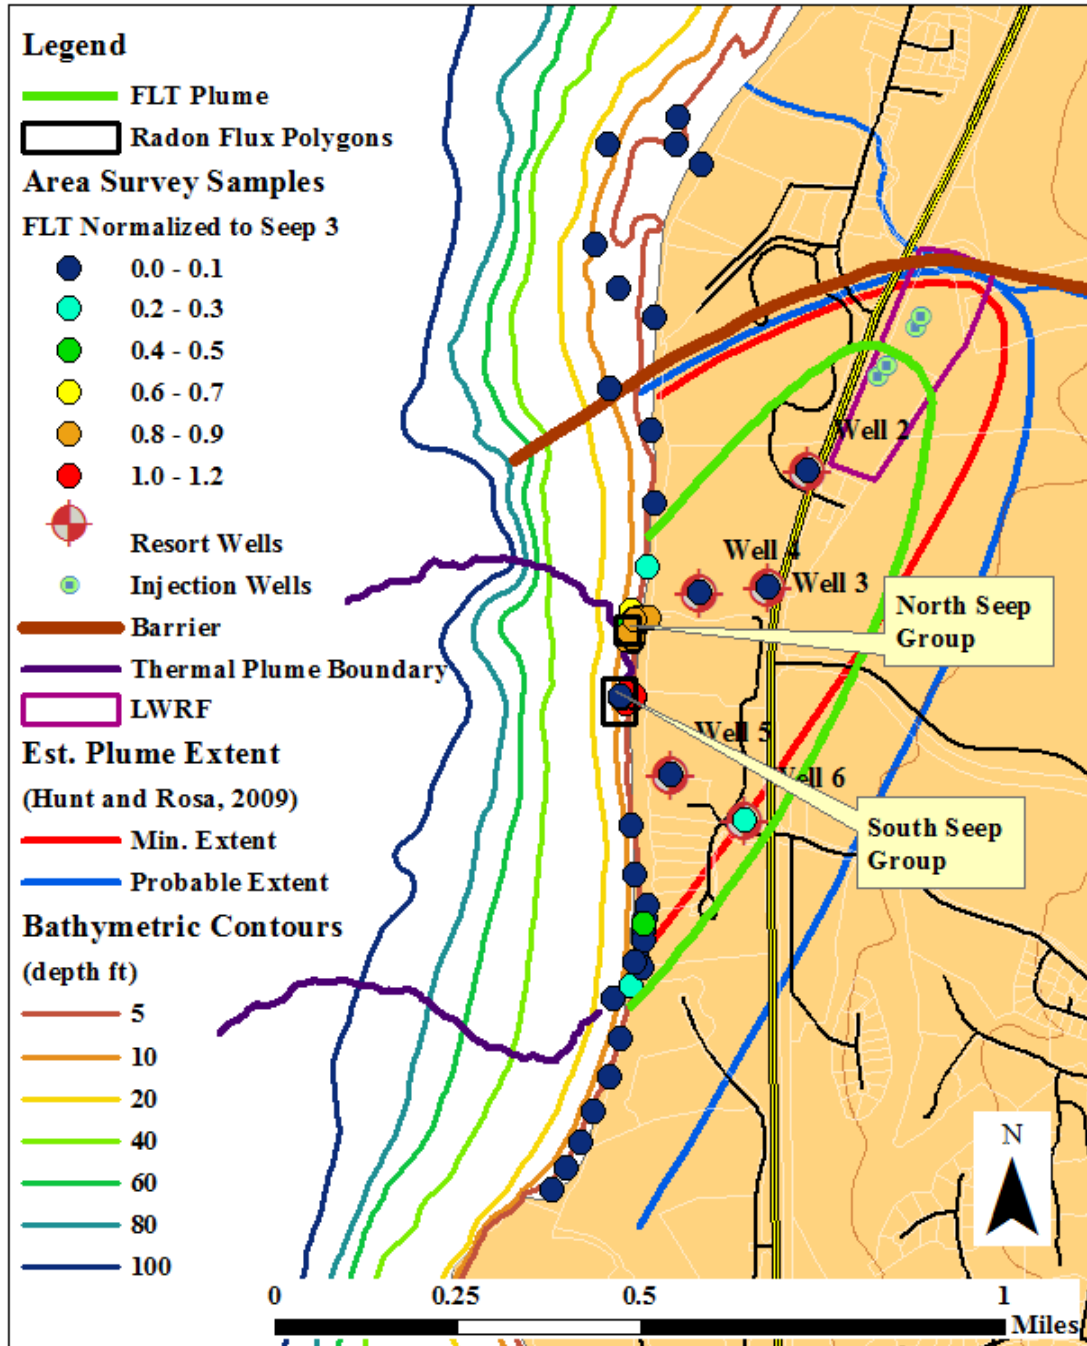 Legend
FLT Plume
Radon Flux Polygons
Area Survey Samples
FLT Normalized to Seep 3
0.0 - 0.1
0.2 - 0.3
0.4 - 0.5
0.6 - 0.7
0.8 - 0.9
1.0 - 1.2
Resort Wells
Injection Wells
Barrier
Thermal Plume Boundary
LWRF
Est. Plume Extent
(Hunt and Rosa, 2009)
Min. Extent
Probable Extent
Bathymetric Contours
(depth ft)
5
10
20
40
60
80
100
Well 2
Well 4
Well 3
North Seep
Group
Well 5
Well 6
South Seep
Group
N
0 0.25 0.5 1
Miles